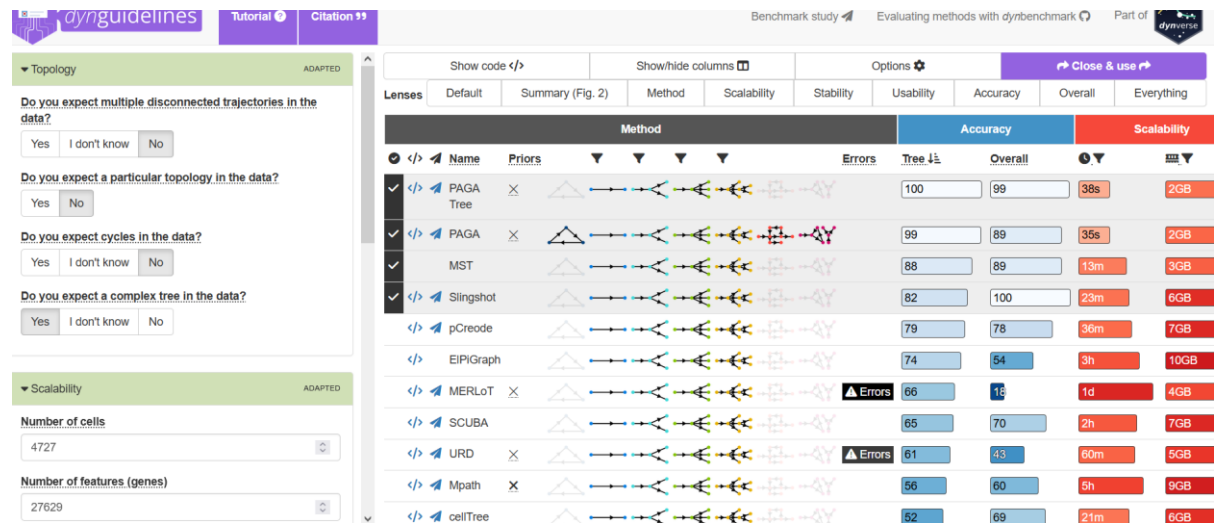 dynguidelines Tutorial Citation Benchmark study Evaluating methods with dynbenchmark Part of dynverse
Topology ADAPTED
Do you expect multiple disconnected trajectories in the
data?
Yes I don't know No
Do you expect a particular topology in the data?
Yes No
Do you expect cycles in the data?
Yes I don't know No
Do you expect a complex tree in the data?
Yes I don't know No
Scalability ADAPTED
Number of cells
4727
Number of features (genes)
27629
Show code </> Show/hide columns Options Close & use
Lenses Default Summary (Fig. 2) Method Scalability Stability Usability Accuracy Overall Everything
Method Accuracy Scalability
</> Name Priors Errors Tree Overall
</> PAGA Tree 100 99 38s 2GB
</> PAGA 99 89 35s 2GB
MST 88 89 13m 3GB
</> Slingshot 82 100 23m 6GB
</> pCreode 79 78 36m 7GB
</> ElPiGraph 74 54 3h 10GB
</> MERLoT Errors 66 18 1d 4GB
</> SCUBA 65 70 2h 7GB
</> URD Errors 61 43 60m 5GB
</> Mpath 56 60 5h 9GB
</> cellTree 52 69 21m 6GB